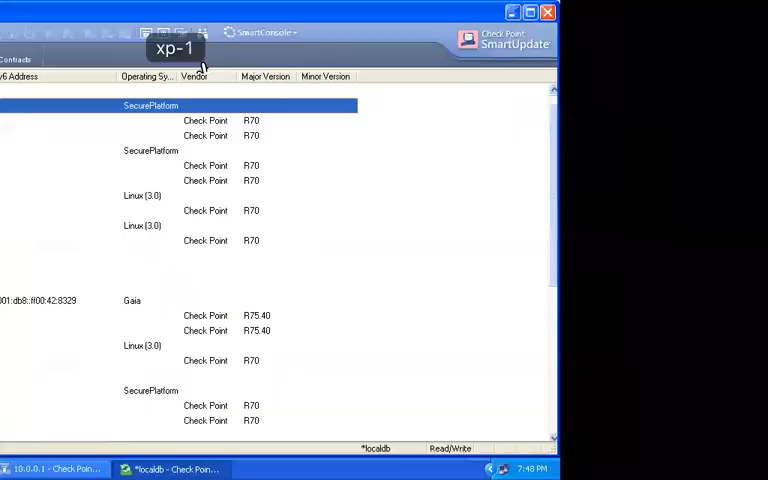 SmartConsole
Check Point
SmartUpdate
xp-1
Contracts
v6 Address Operating Sy... Vendor Major Version Minor Version
SecurePlatform
Check Point R70
Check Point R70
SecurePlatform
Check Point R70
Check Point R70
Linux (3.0)
Check Point R70
Linux (3.0)
Check Point R70
001:db8::ff00:42:8329 Gaia
Check Point R75.40
Check Point R75.40
Linux (3.0)
Check Point R70
SecurePlatform
Check Point R70
Check Point R70
*localdb Read/Write
10.0.0.1 - Check Poin... *localdb - Check Poin... 7:48 PM